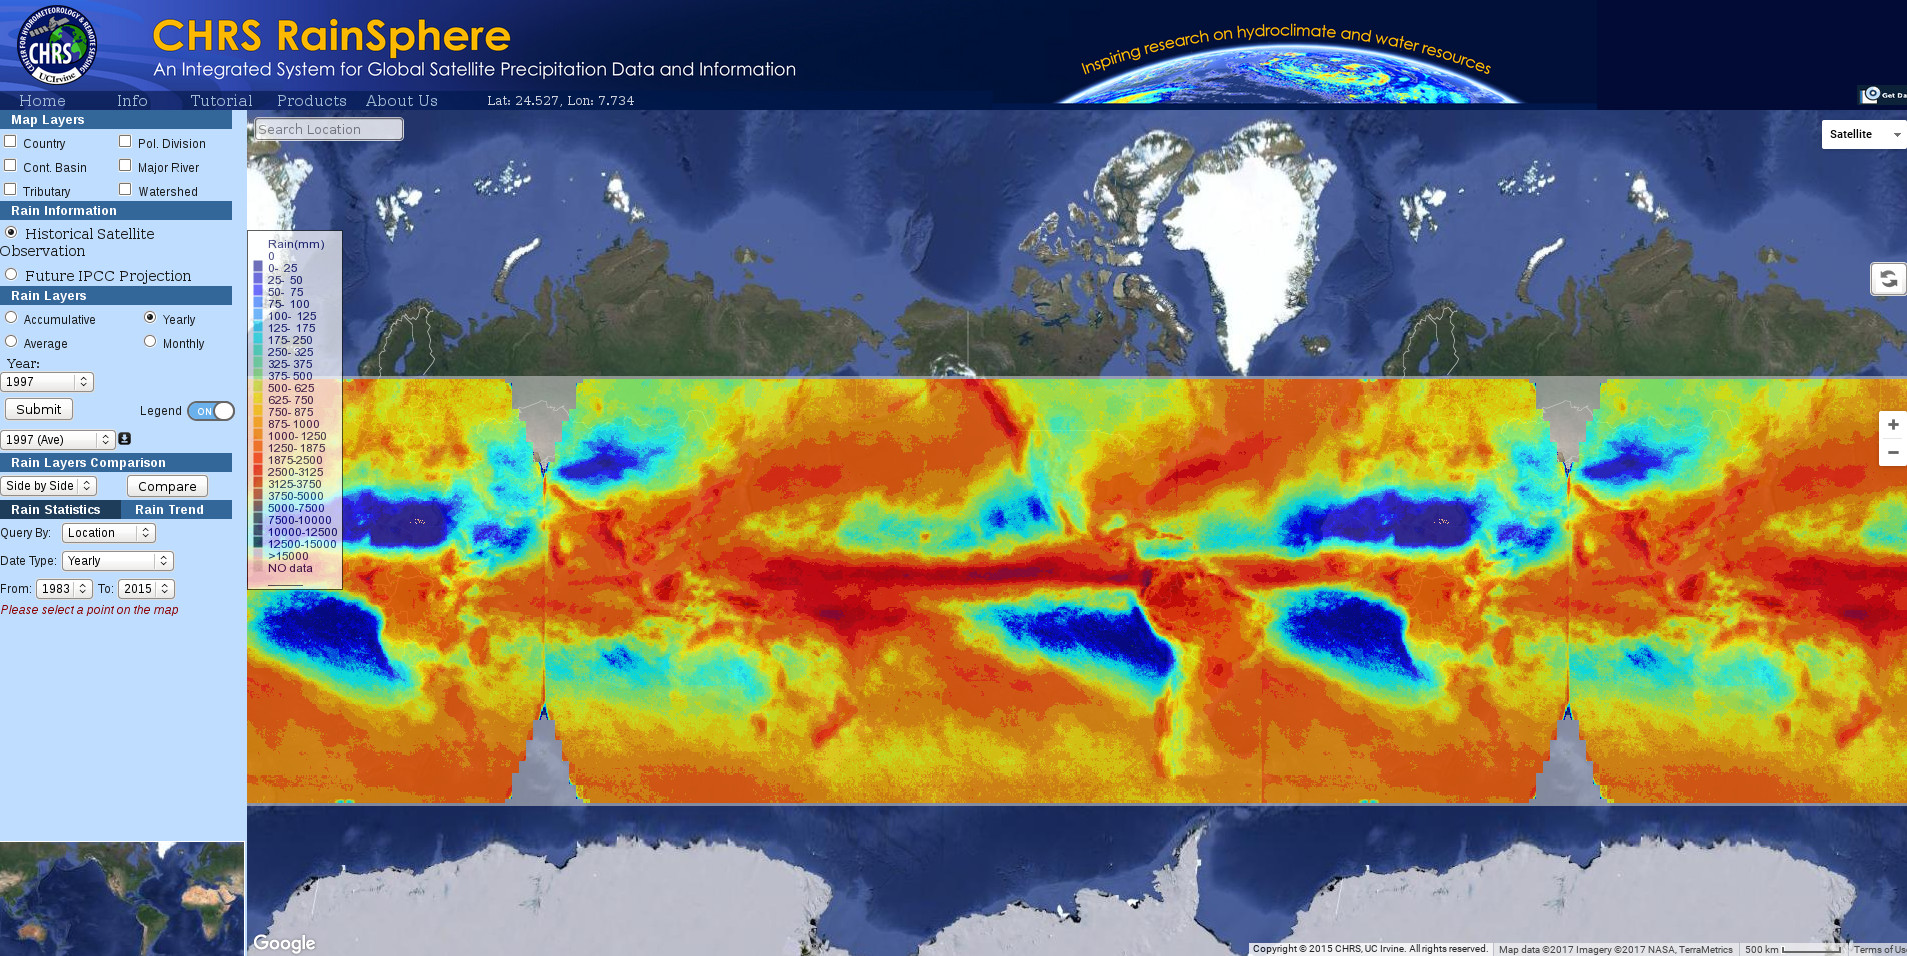 CENTER FOR HYDROMETEOROLOGY & REMOTE SENSING
CHRS
UCIrvine
CHRS RainSphere
An Integrated System for Global Satellite Precipitation Data and Information
Inspiring research on hydroclimate and water resources
Home Info Tutorial Products About Us Lat: 24.527, Lon: 7.734
Get Da
Map Layers
Country Pol. Division
Cont. Basin Major River
Tributary Watershed
Rain Information
Historical Satellite
Observation
Future IPCC Projection
Rain Layers
Accumulative Yearly
Average Monthly
Year:
1997
Submit Legend ON
1997 (Ave)
Rain Layers Comparison
Side by Side Compare
Rain Statistics Rain Trend
Query By: Location
Date Type: Yearly
From: 1983 To: 2015
Please select a point on the map
Search Location
Satellite
Rain(mm)
0
0- 25
25- 50
50- 75
75- 100
100- 125
125- 175
175- 250
250- 325
325- 375
375- 500
500- 625
625- 750
750- 875
875- 1000
1000- 1250
1250- 1875
1875-2500
2500-3125
3125-3750
3750-5000
5000-7500
7500-10000
10000-12500
12500-15000
>15000
NO data
+
−
Google
Copyright © 2015 CHRS, UC Irvine. All rights reserved. Map data ©2017 Imagery ©2017 NASA, TerraMetrics 500 km Terms of Us